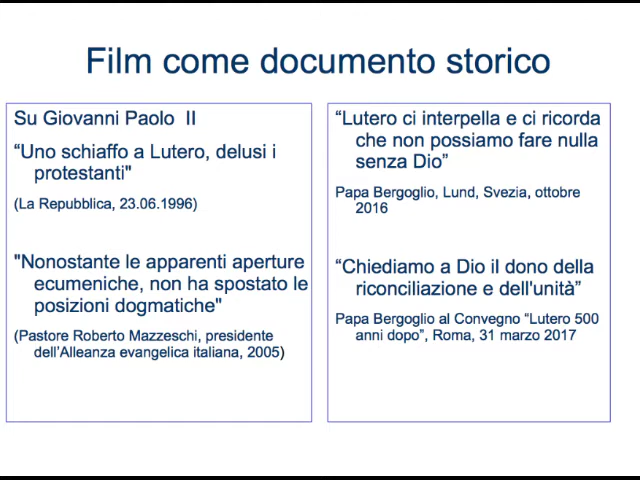 Film come documento storico
Su Giovanni Paolo II
“Uno schiaffo a Lutero, delusi i
protestanti"
(La Repubblica, 23.06.1996)
"Nonostante le apparenti aperture
ecumeniche, non ha spostato le
posizioni dogmatiche"
(Pastore Roberto Mazzeschi, presidente
dell’Alleanza evangelica italiana, 2005)
“Lutero ci interpella e ci ricorda
che non possiamo fare nulla
senza Dio”
Papa Bergoglio, Lund, Svezia, ottobre
2016
“Chiediamo a Dio il dono della
riconciliazione e dell'unità”
Papa Bergoglio al Convegno “Lutero 500
anni dopo”, Roma, 31 marzo 2017